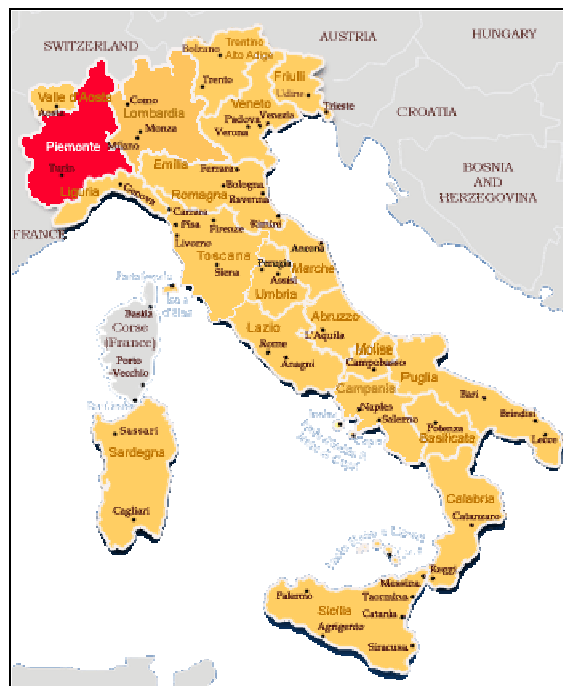 SWITZERLAND
AUSTRIA
HUNGARY
Bolzano
Trentino
Alto Adige
Friuli
Trento
Udine
Valle d'Aosta
Aosta
Como
Lombardia
Veneto
Trieste
CROATIA
Padova
Venezia
Verona
Monza
Milano
Piemonte
Turin
Emilia
Ferrara
BOSNIA
AND
HERZEGOVINA
Liguria
Genova
Romagna
Bologna
Ravenna
FRANCE
Carrara
Pisa
Firenze
Rimini
Livorno
Toscana
Siena
Ancona
Perugia
Marche
Assisi
Umbria
Bastia
Corse
(France)
Porto
-Vecchio
Lazio
Abruzzo
L'Aquila
Rome
Anagni
Molise
Campobasso
Puglia
Campania
Bari
Naples
Salerno
Brindisi
Potenza
Basilicata
Lecce
Sassari
Sardegna
Cagliari
Calabria
Catanzaro
Reggi
Messina
Palermo
Taormina
Sicilia
Catania
Agrigento
Siracusa